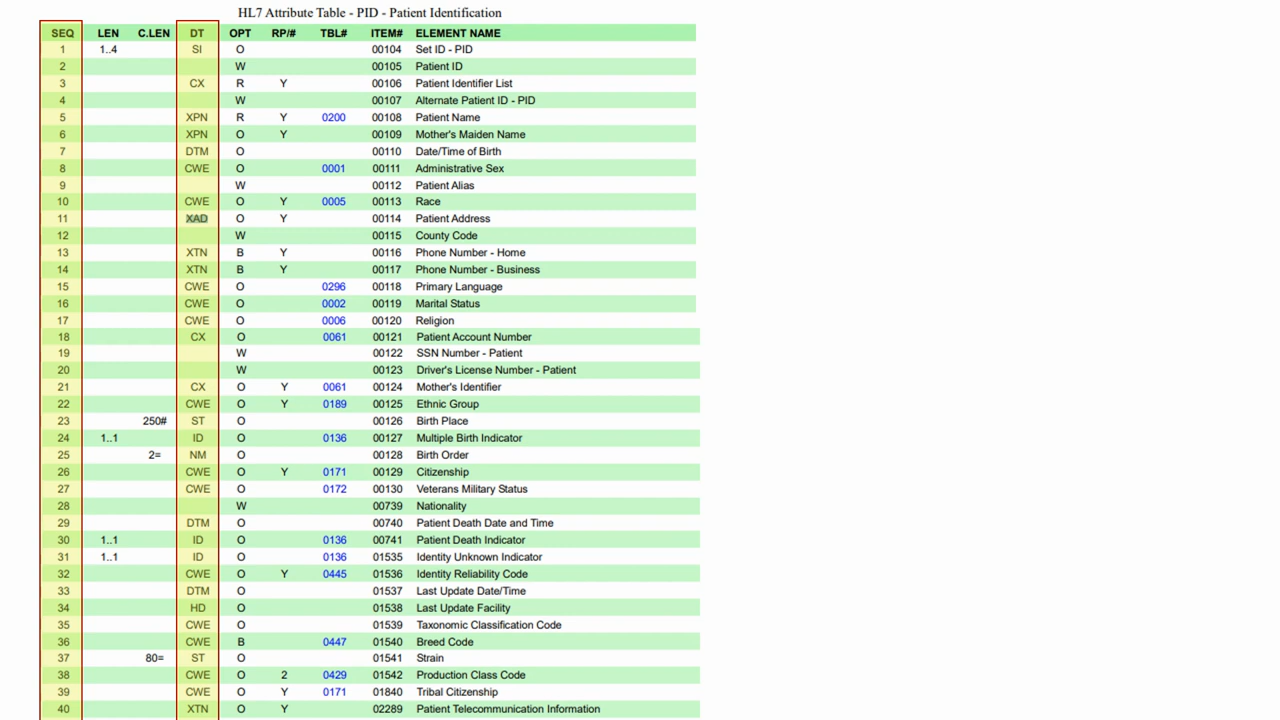 HL7 Attribute Table - PID - Patient Identification
SEQ LEN C.LEN DT OPT RP/# TBL# ITEM# ELEMENT NAME
1 1..4 SI O 00104 Set ID - PID
2 W 00105 Patient ID
3 CX R Y 00106 Patient Identifier List
4 W 00107 Alternate Patient ID - PID
5 XPN R Y 0200 00108 Patient Name
6 XPN O Y 00109 Mother's Maiden Name
7 DTM O 00110 Date/Time of Birth
8 CWE O 0001 00111 Administrative Sex
9 W 00112 Patient Alias
10 CWE O Y 0005 00113 Race
11 XAD O Y 00114 Patient Address
12 W 00115 County Code
13 XTN B Y 00116 Phone Number - Home
14 XTN B Y 00117 Phone Number - Business
15 CWE O 0296 00118 Primary Language
16 CWE O 0002 00119 Marital Status
17 CWE O 0006 00120 Religion
18 CX O 0061 00121 Patient Account Number
19 W 00122 SSN Number - Patient
20 W 00123 Driver's License Number - Patient
21 CX O Y 0061 00124 Mother's Identifier
22 CWE O Y 0189 00125 Ethnic Group
23 250# ST O 00126 Birth Place
24 1..1 ID O 0136 00127 Multiple Birth Indicator
25 2= NM O 00128 Birth Order
26 CWE O Y 0171 00129 Citizenship
27 CWE O 0172 00130 Veterans Military Status
28 W 00739 Nationality
29 DTM O 00740 Patient Death Date and Time
30 1..1 ID O 0136 00741 Patient Death Indicator
31 1..1 ID O 0136 01535 Identity Unknown Indicator
32 CWE O Y 0445 01536 Identity Reliability Code
33 DTM O 01537 Last Update Date/Time
34 HD O 01538 Last Update Facility
35 CWE O 01539 Taxonomic Classification Code
36 CWE B 0447 01540 Breed Code
37 80= ST O 01541 Strain
38 CWE O 2 0429 01542 Production Class Code
39 CWE O Y 0171 01840 Tribal Citizenship
40 XTN O Y 02289 Patient Telecommunication Information